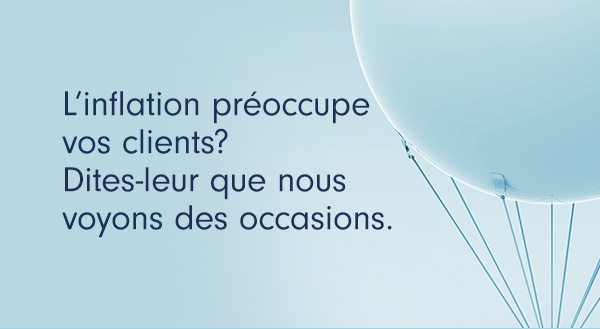 L’inflation préoccupe
vos clients?
Dites-leur que nous
voyons des occasions.